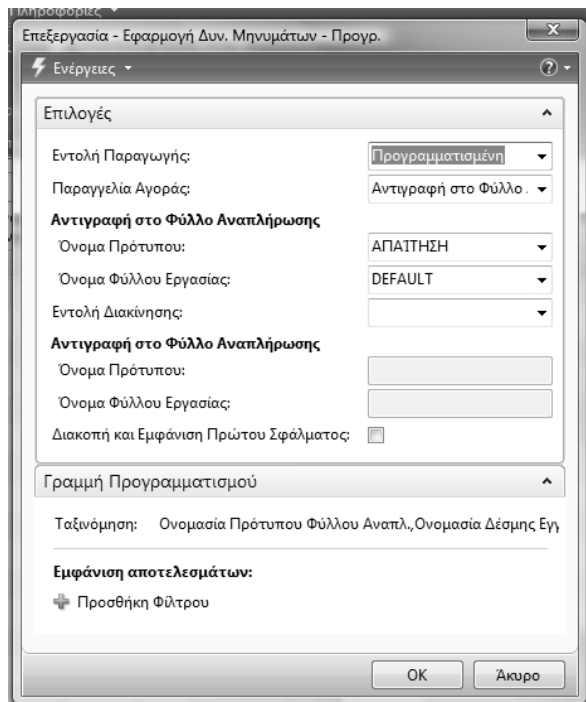 Πληροφορίες
Επεξεργασία - Εφαρμογή Δυν. Μηνυμάτων - Προγρ.
Ενέργειες
Επιλογές
Εντολή Παραγωγής: Προγραμματισμένη
Παραγγελία Αγοράς: Αντιγραφή στο Φύλλο .
Αντιγραφή στο Φύλλο Αναπλήρωσης
Όνομα Πρότυπου: ΑΠΑΊΤΗΣΗ
Όνομα Φύλλου Εργασίας: DEFAULT
Εντολή Διακίνησης:
Αντιγραφή στο Φύλλο Αναπλήρωσης
Όνομα Πρότυπου:
Όνομα Φύλλου Εργασίας:
Διακοπή και Εμφάνιση Πρώτου Σφάλματος:
Γραμμή Προγραμματισμού
Ταξινόμηση: Ονομασία Πρότυπου Φύλλου Αναπλ.,Ονομασία Δέσμης Εγγ
Εμφάνιση αποτελεσμάτων:
Προσθήκη Φίλτρου
OK Άκυρο